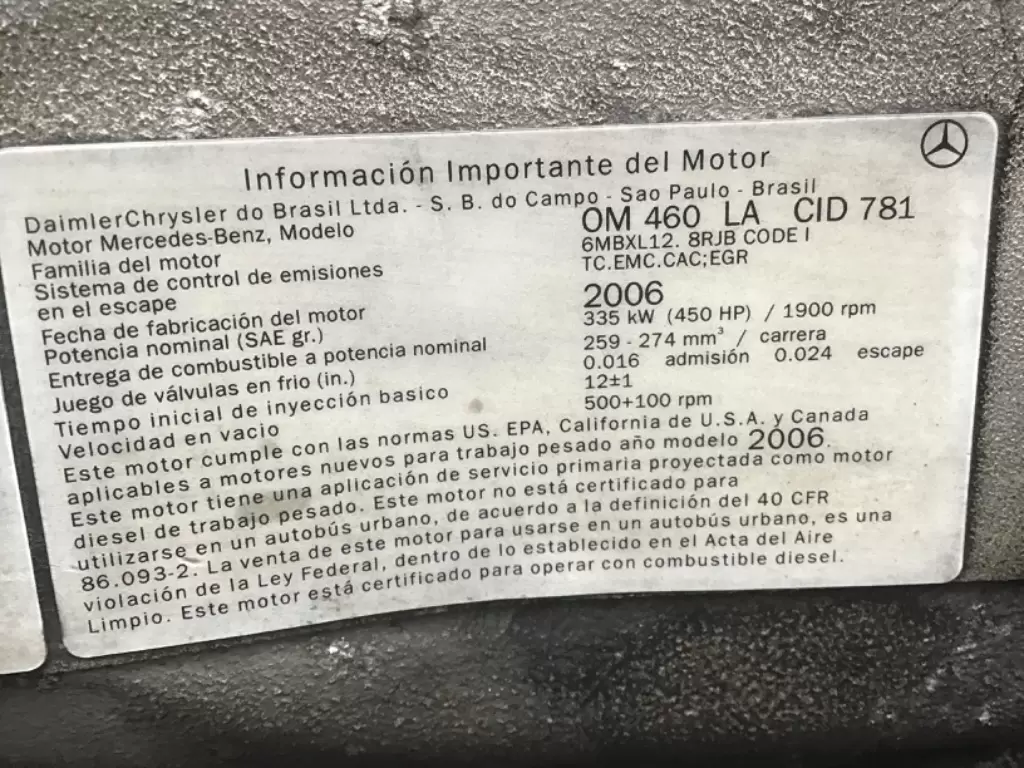 Información Importante del Motor
DaimlerChrysler do Brasil Ltda. - S. B. do Campo - Sao Paulo - Brasil
Motor Mercedes-Benz, Modelo OM 460 LA CID 781
Familia del motor 6MBXL12. 8RJB CODE I
Sistema de control de emisiones TC.EMC.CAC;EGR
en el escape
Fecha de fabricación del motor 2006
Potencia nominal (SAE gr.) 335 kW (450 HP) / 1900 rpm
Entrega de combustible a potencia nominal 259 - 274 mm³ / carrera
Juego de válvulas en frio (in.) 0.016 admisión 0.024 escape
Tiempo inicial de inyección basico 12±1
Velocidad en vacio 500+100 rpm
Este motor cumple con las normas US. EPA, California de U.S.A. y Canada
aplicables a motores nuevos para trabajo pesado año modelo 2006.
Este motor tiene una aplicación de servicio primaria proyectada como motor
diesel de trabajo pesado. Este motor no está certificado para
utilizarse en un autobús urbano, de acuerdo a la definición del 40 CFR
86.093-2. La venta de este motor para usarse en un autobús urbano, es una
violación de la Ley Federal, dentro de lo establecido en el Acta del Aire
Limpio. Este motor está certificado para operar con combustible diesel.